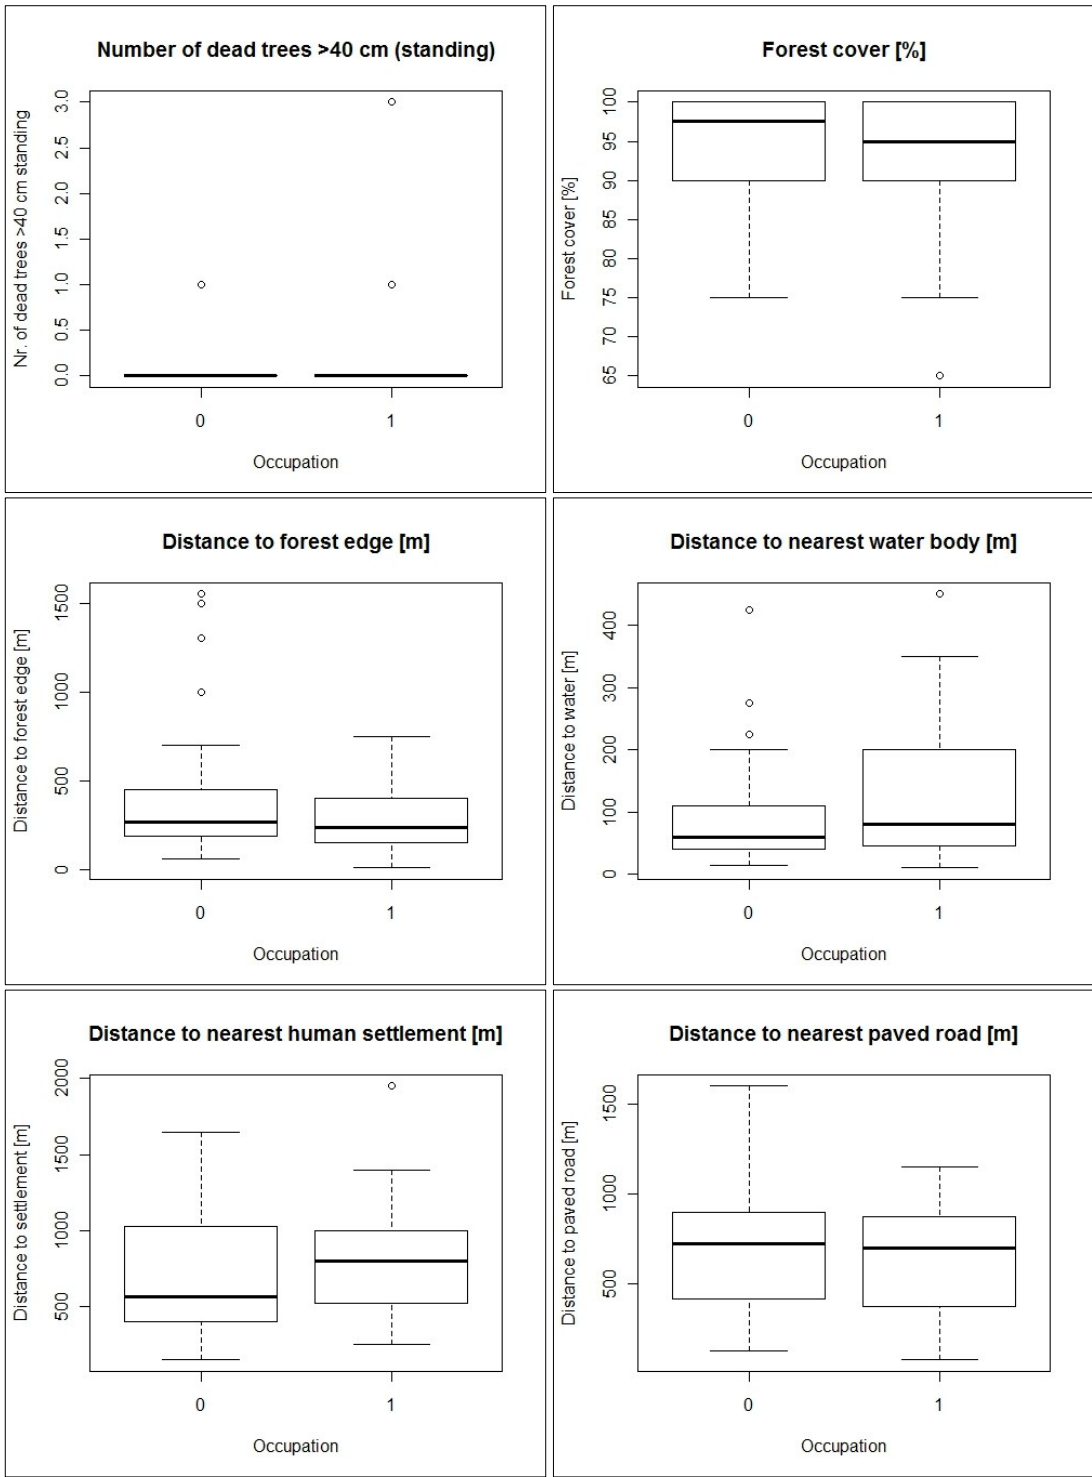 Number of dead trees >40 cm (standing)
Nr. of dead trees >40 cm standing
3.0
2.5
2.0
1.5
1.0
0.5
0.0
0 1
Occupation
Forest cover [%]
Forest cover [%]
100
95
90
85
80
75
70
65
0 1
Occupation
Distance to forest edge [m]
Distance to forest edge [m]
1500
1000
500
0
0 1
Occupation
Distance to nearest water body [m]
Distance to water [m]
400
300
200
100
0
0 1
Occupation
Distance to nearest human settlement [m]
Distance to settlement [m]
2000
1500
1000
500
0 1
Occupation
Distance to nearest paved road [m]
Distance to paved road [m]
1500
1000
500
0 1
Occupation